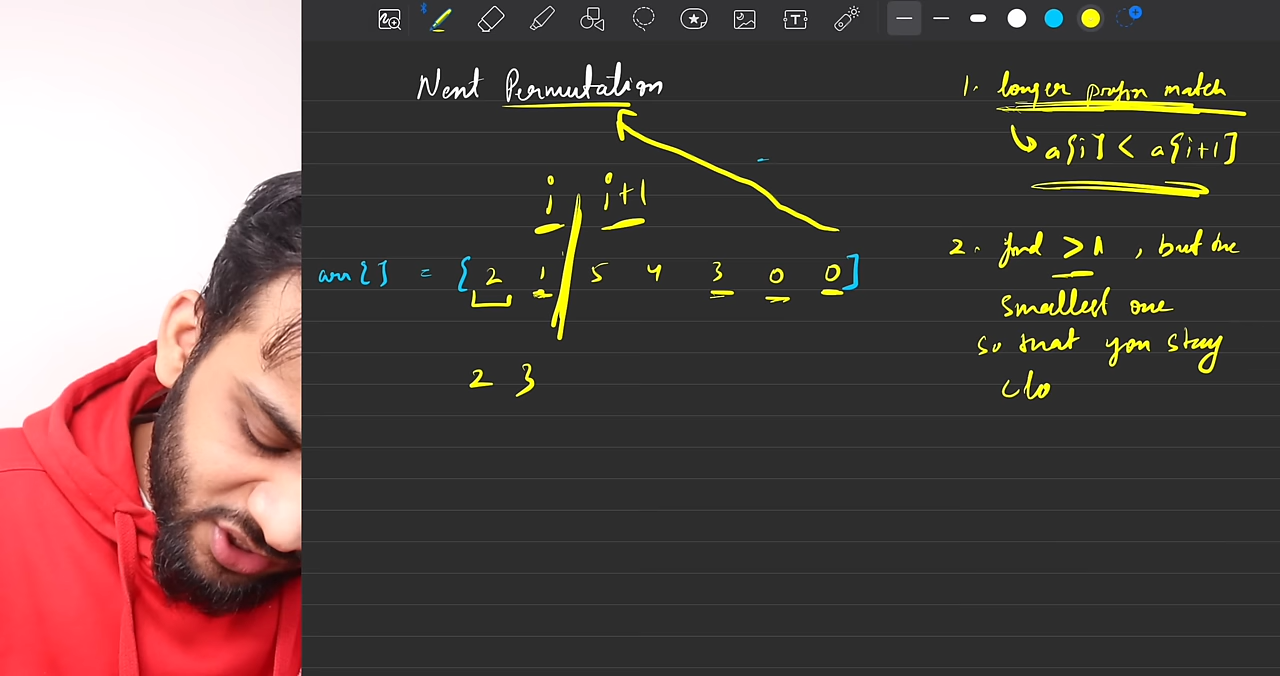 Next Permutation
i i+1
arr[] = {2 1 5 4 3 0 0}
2 3
1. longer prefix match
a[i] < a[i+1]
2. find > 1, but the
smallest one
so that you stay
clo